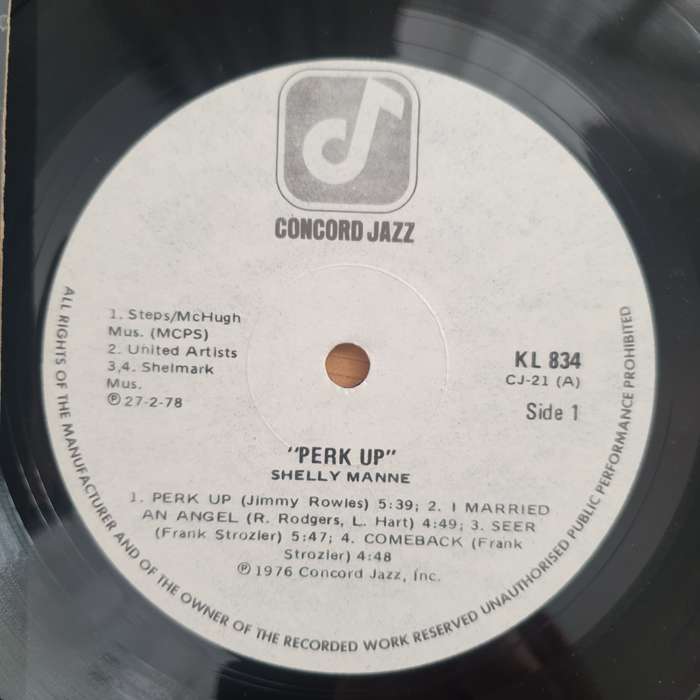 CONCORD JAZZ
1. Steps/McHugh
Mus. (MCPS)
2. United Artists
3,4. Shelmark
Mus.
℗27-2-78
KL 834
CJ-21 (A)
Side 1
"PERK UP"
SHELLY MANNE
1. PERK UP (Jimmy Rowles) 5:39; 2. I MARRIED
AN ANGEL (R. Rodgers, L. Hart) 4:49; 3. SEER
(Frank Strozier) 5:47; 4. COMEBACK (Frank
Strozier) 4:48
℗1976 Concord Jazz, Inc.
ALL RIGHTS OF THE MANUFACTURER AND OF THE OWNER OF THE RECORDED WORK RESERVED UNAUTHORISED PUBLIC PERFORMANCE PROHIBITED